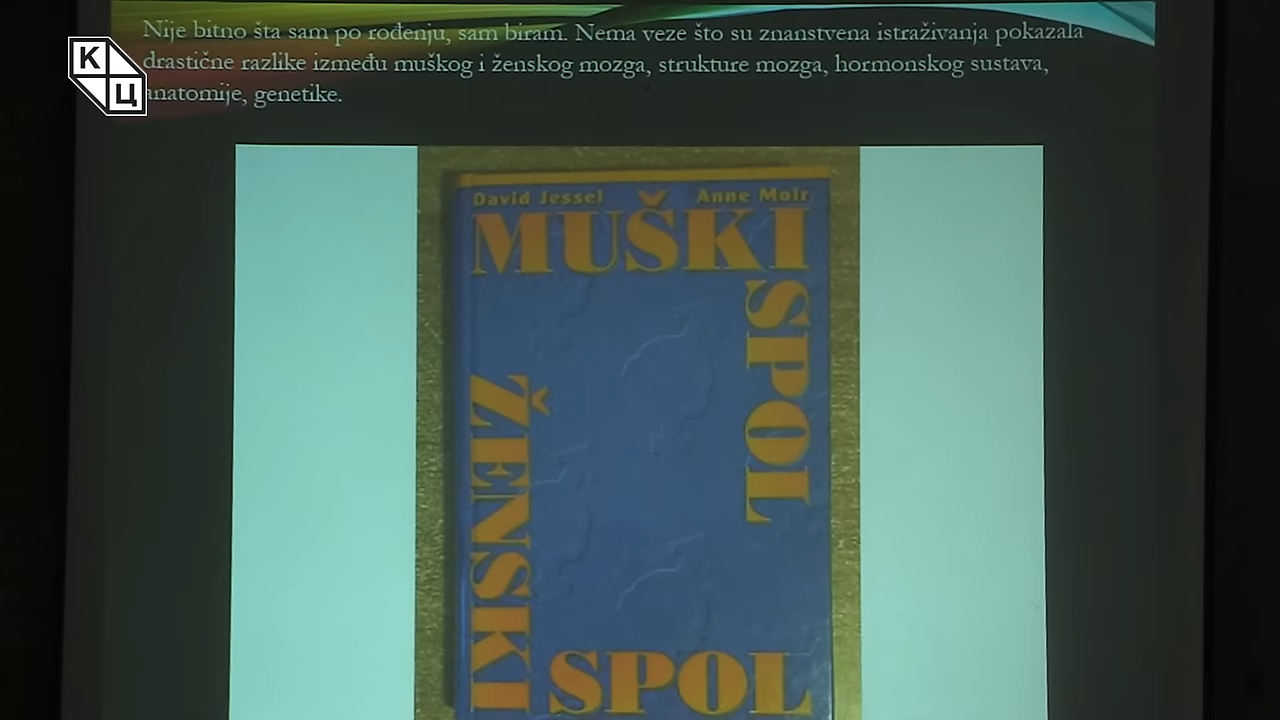 Nije bitno šta sam po rođenju, sam biram. Nema veze što su znanstvena istraživanja pokazala
drastične razlike između muškog i ženskog mozga, strukture mozga, hormonskog sustava,
anatomije, genetike.
К
Ц
David Jessel Anne Moir
MUŠKI
SPOL
ŽENSKI
SPOL